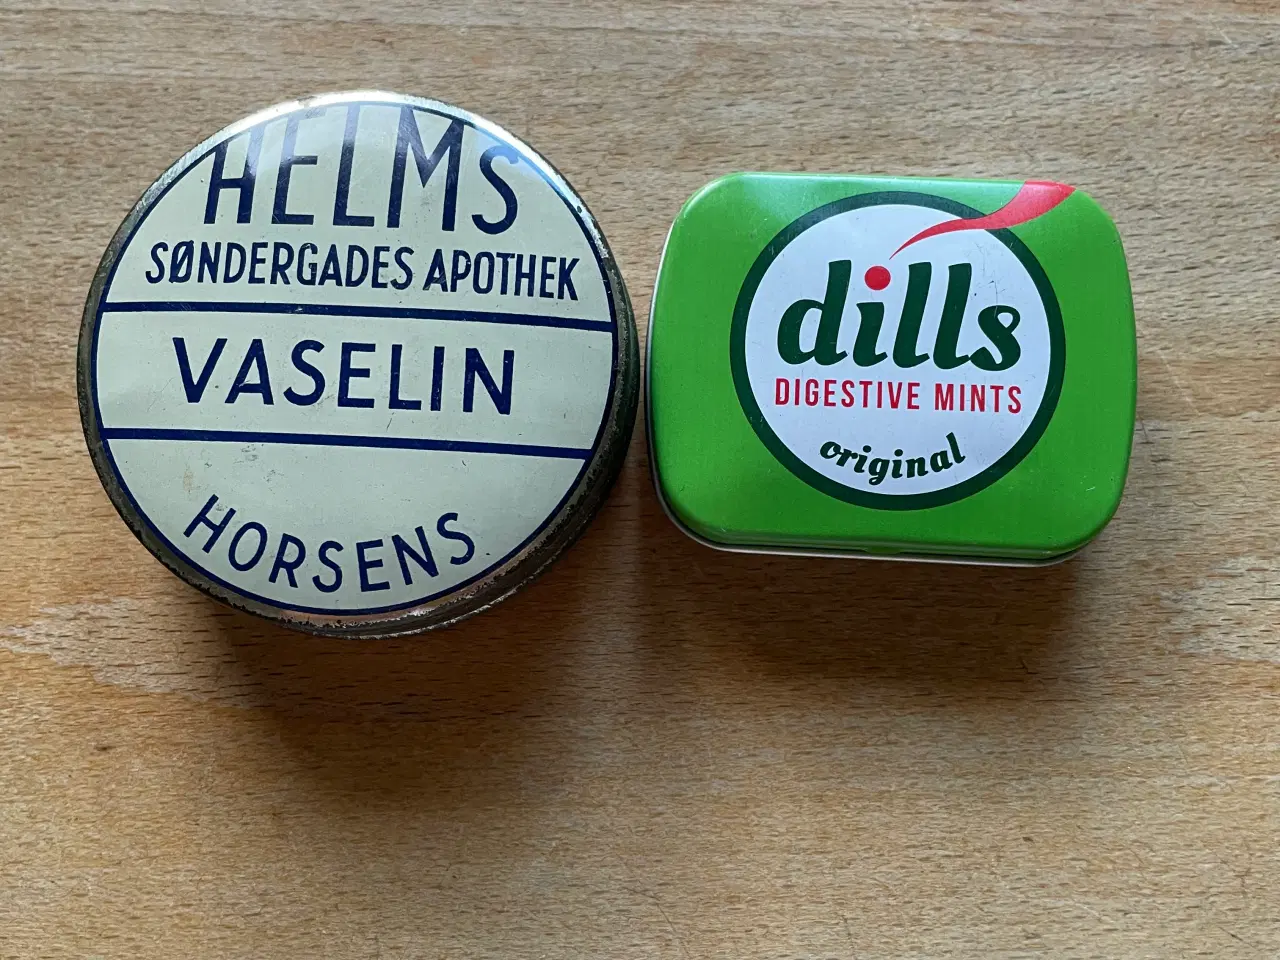 HELMS
SØNDERGADES APOTHEK
VASELIN
HORSENS
dills
DIGESTIVE MINTS
original